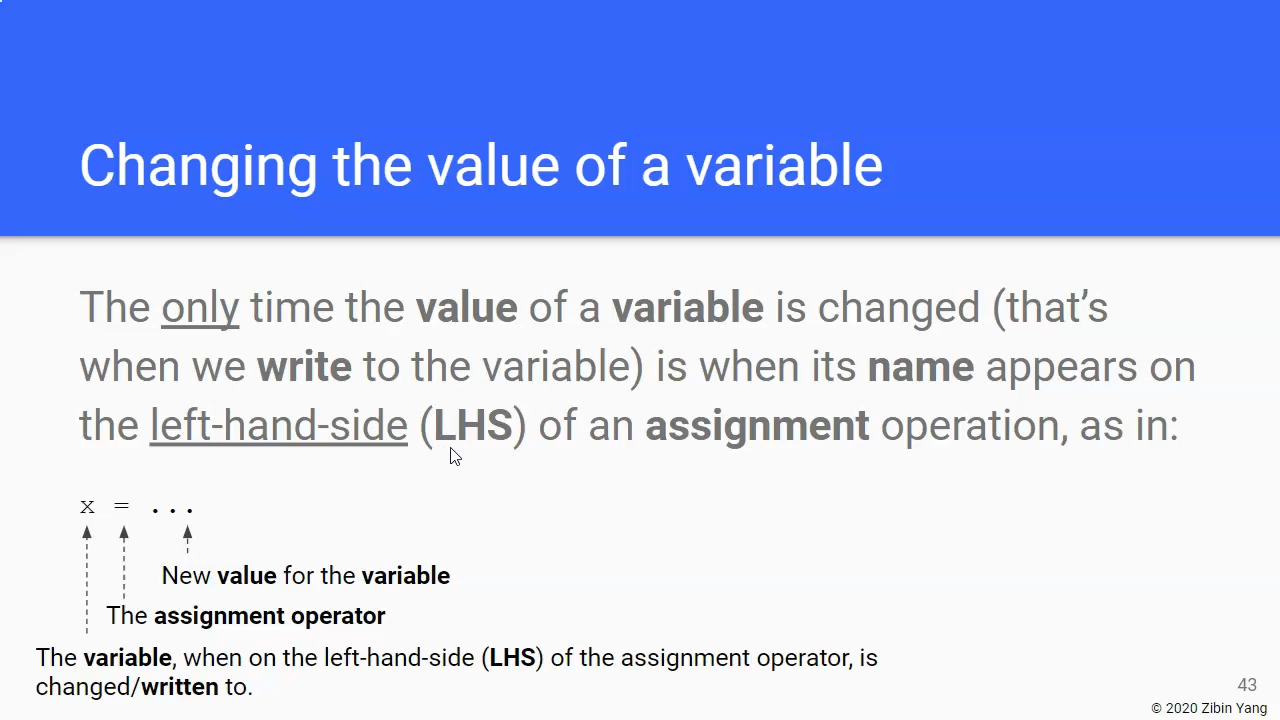 Changing the value of a variable
The only time the value of a variable is changed (that’s
when we write to the variable) is when its name appears on
the left-hand-side (LHS) of an assignment operation, as in:
x = ...
New value for the variable
The assignment operator
The variable, when on the left-hand-side (LHS) of the assignment operator, is
changed/written to.
43
© 2020 Zibin Yang